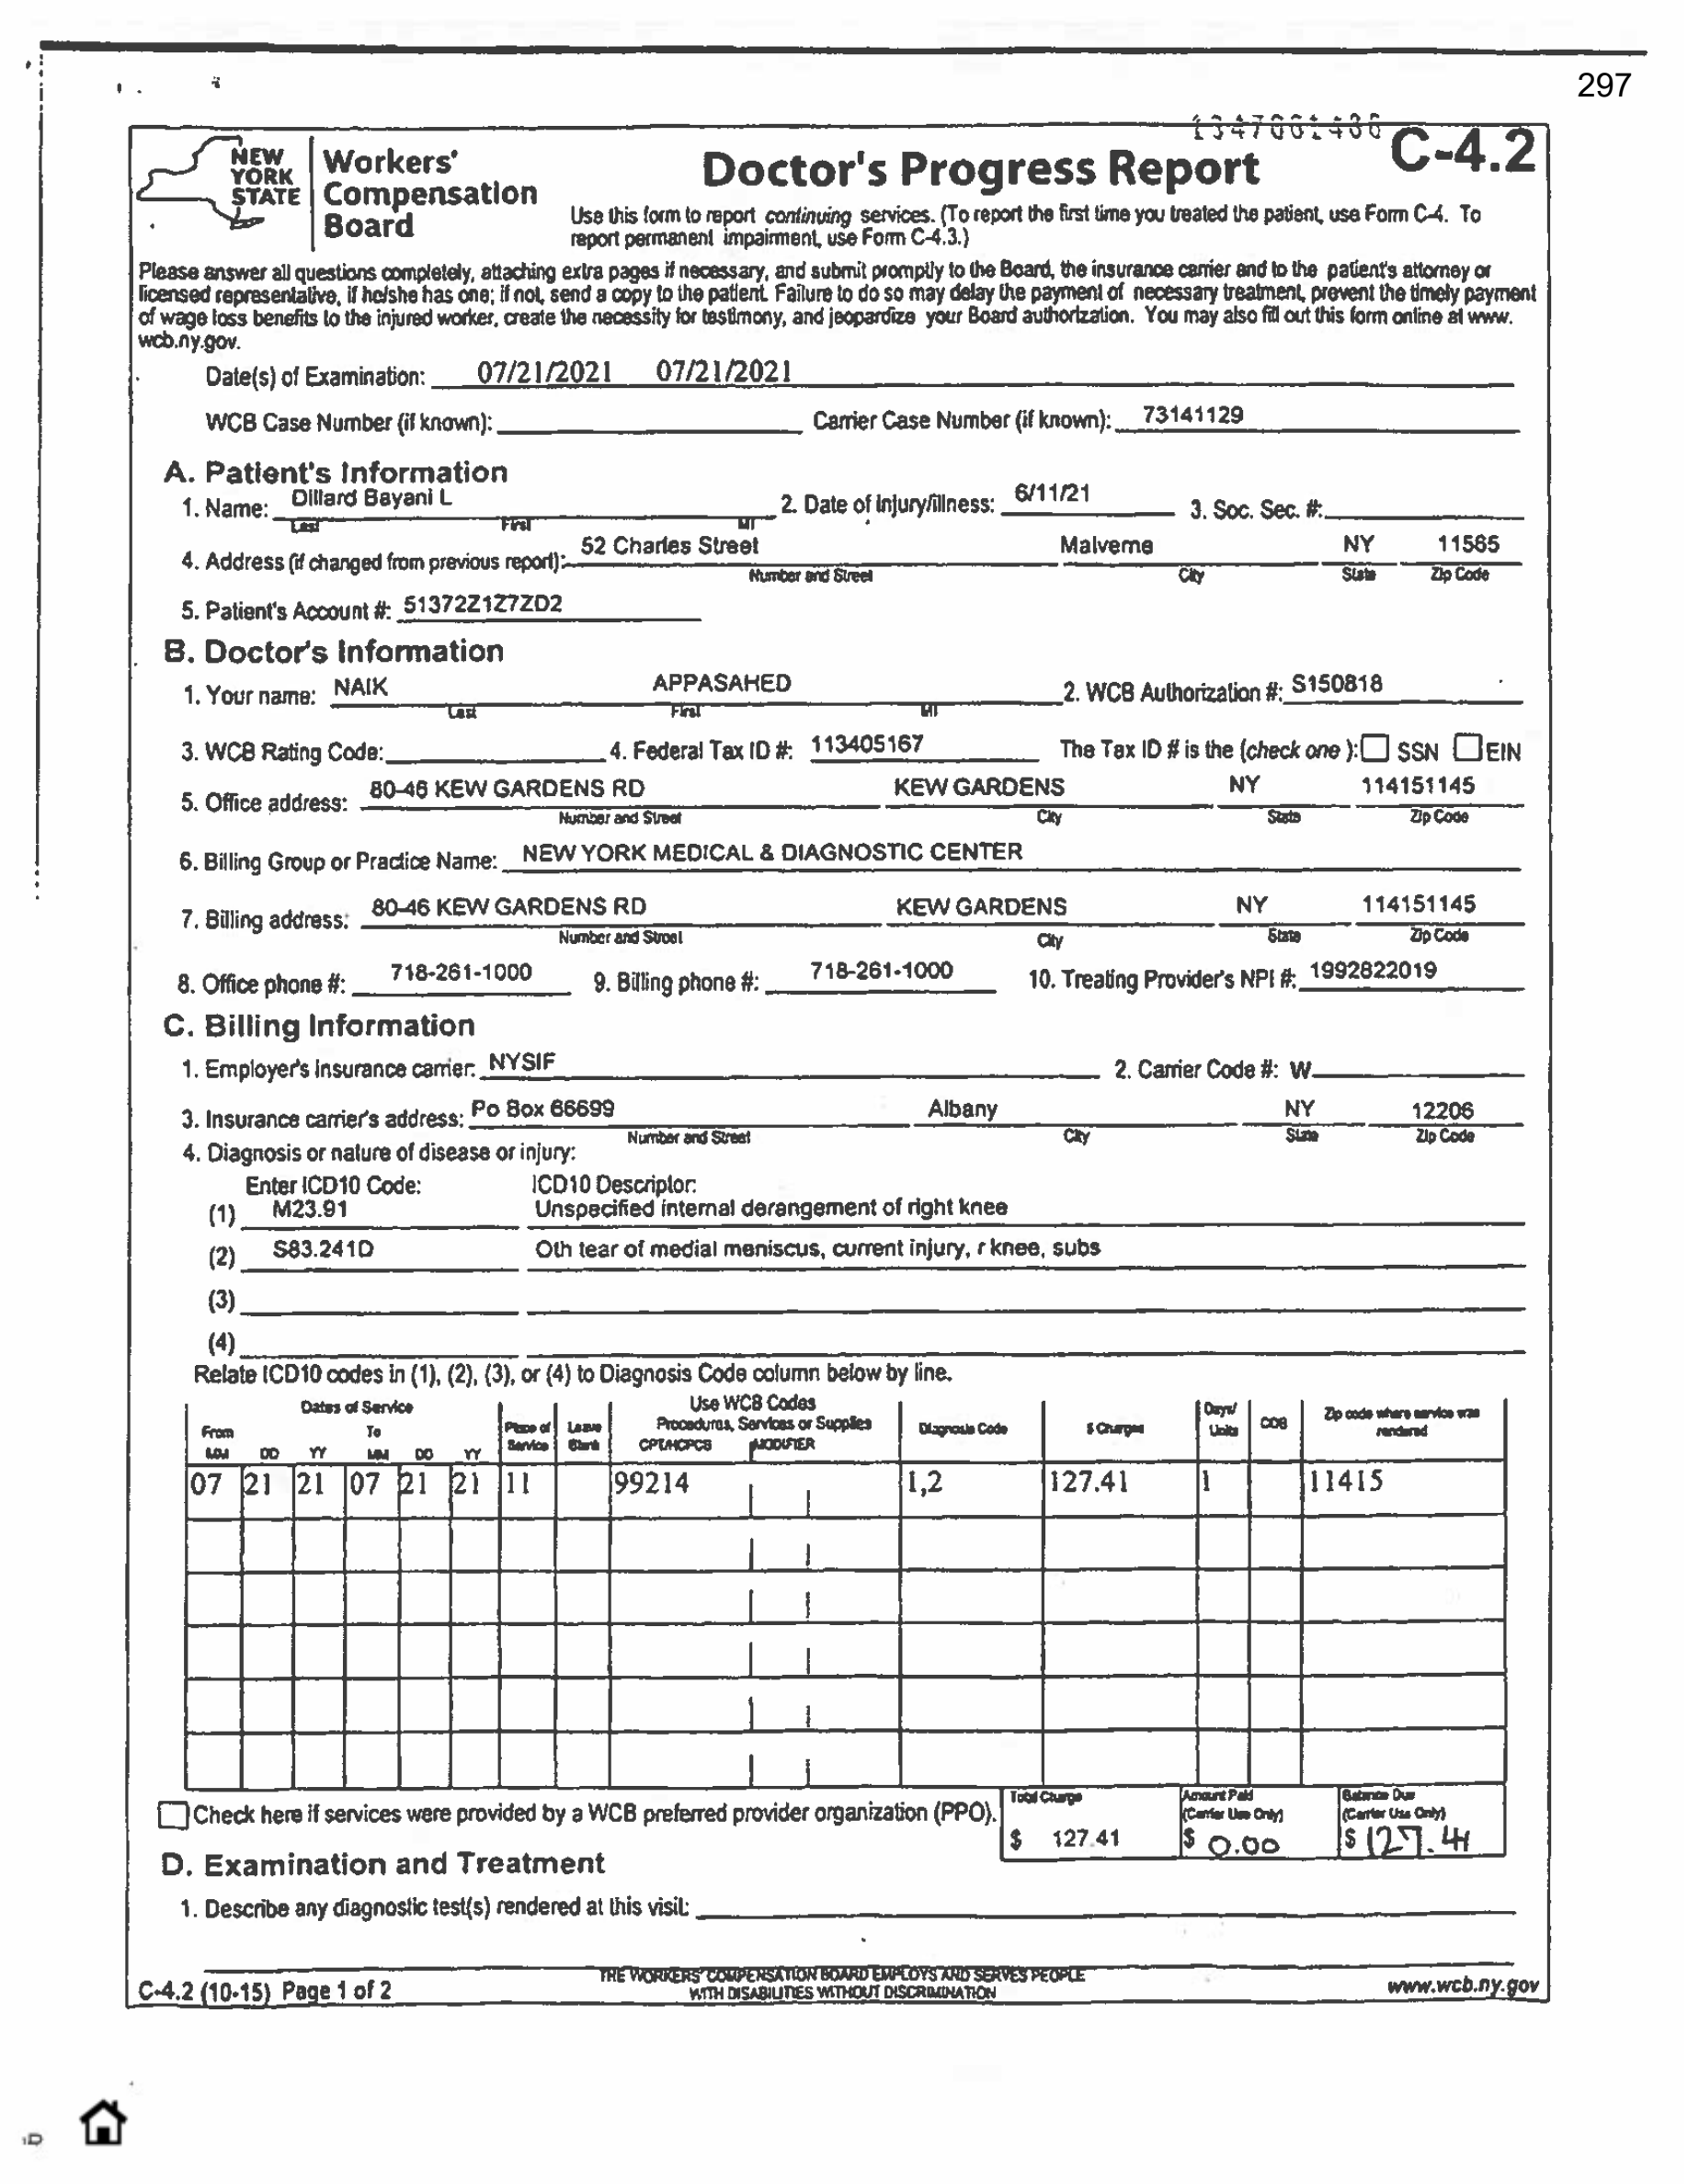 297
C-4.2
NEW YORK STATE
Workers' Compensation Board
Doctor's Progress Report
Use this form to report continuing services. (To report the first time you treated the patient, use Form C-4. To
report permanent impairment, use Form C-4.3.)
Please answer all questions completely, attaching extra pages if necessary, and submit promptly to the Board, the insurance carrier and to the patient's attorney or
licensed representative, if he/she has one; if not, send a copy to the patient. Failure to do so may delay the payment of necessary treatment, prevent the timely payment
of wage loss benefits to the injured worker, create the necessity for testimony, and jeopardize your Board authorization. You may also fill out this form online at www.
wcb.ny.gov.
Date(s) of Examination: 07/21/2021 07/21/2021
WCB Case Number (if known): Carrier Case Number (if known): 73141129
A. Patient's Information
1. Name: Dillard Bayani L 2. Date of Injury/illness: 6/11/21 3. Soc. Sec. #:
Last First MI
4. Address (if changed from previous report): 52 Charles Street Malverne NY 11565
Number and Street City State Zip Code
5. Patient's Account #: 51372Z1Z7ZD2
B. Doctor's Information
1. Your name: NAIK APPASAHED 2. WCB Authorization #: S150818
Last First MI
3. WCB Rating Code: 4. Federal Tax ID #: 113405167 The Tax ID # is the (check one): SSN EIN
5. Office address: 80-46 KEW GARDENS RD KEW GARDENS NY 114151145
Number and Street City State Zip Code
6. Billing Group or Practice Name: NEW YORK MEDICAL & DIAGNOSTIC CENTER
7. Billing address: 80-46 KEW GARDENS RD KEW GARDENS NY 114151145
Number and Street City State Zip Code
8. Office phone #: 718-261-1000 9. Billing phone #: 718-261-1000 10. Treating Provider's NPI #: 1992822019
C. Billing Information
1. Employer's insurance carrier: NYSIF 2. Carrier Code #: W
3. Insurance carrier's address: Po Box 66699 Albany NY 12206
Number and Street City State Zip Code
4. Diagnosis or nature of disease or injury:
Enter ICD10 Code: ICD10 Descriptor:
(1) M23.91 Unspecified internal derangement of right knee
(2) S83.241D Oth tear of medial meniscus, current injury, r knee, subs
(3)
(4)
Relate ICD10 codes in (1), (2), (3), or (4) to Diagnosis Code column below by line.
Dates of Service Use WCB Codes
From To Place of Service Leave Blank Procedures, Services or Supplies Diagnosis Code $ Charges Days/ Units COB Zip code where service was rendered
MM DD YY MM DD YY CPT/HCPCS MODIFIER
07 21 21 07 21 21 11 99214 1,2 127.41 1 11415
Check here if services were provided by a WCB preferred provider organization (PPO).
Total Charge Amount Paid (Carrier Use Only) Balance Due (Carrier Use Only)
$ 127.41 $ 0.00 $ 127.41
D. Examination and Treatment
1. Describe any diagnostic test(s) rendered at this visit:
THE WORKERS' COMPENSATION BOARD EMPLOYS AND SERVES PEOPLE
WITH DISABILITIES WITHOUT DISCRIMINATION
C-4.2 (10-15) Page 1 of 2
www.wcb.ny.gov